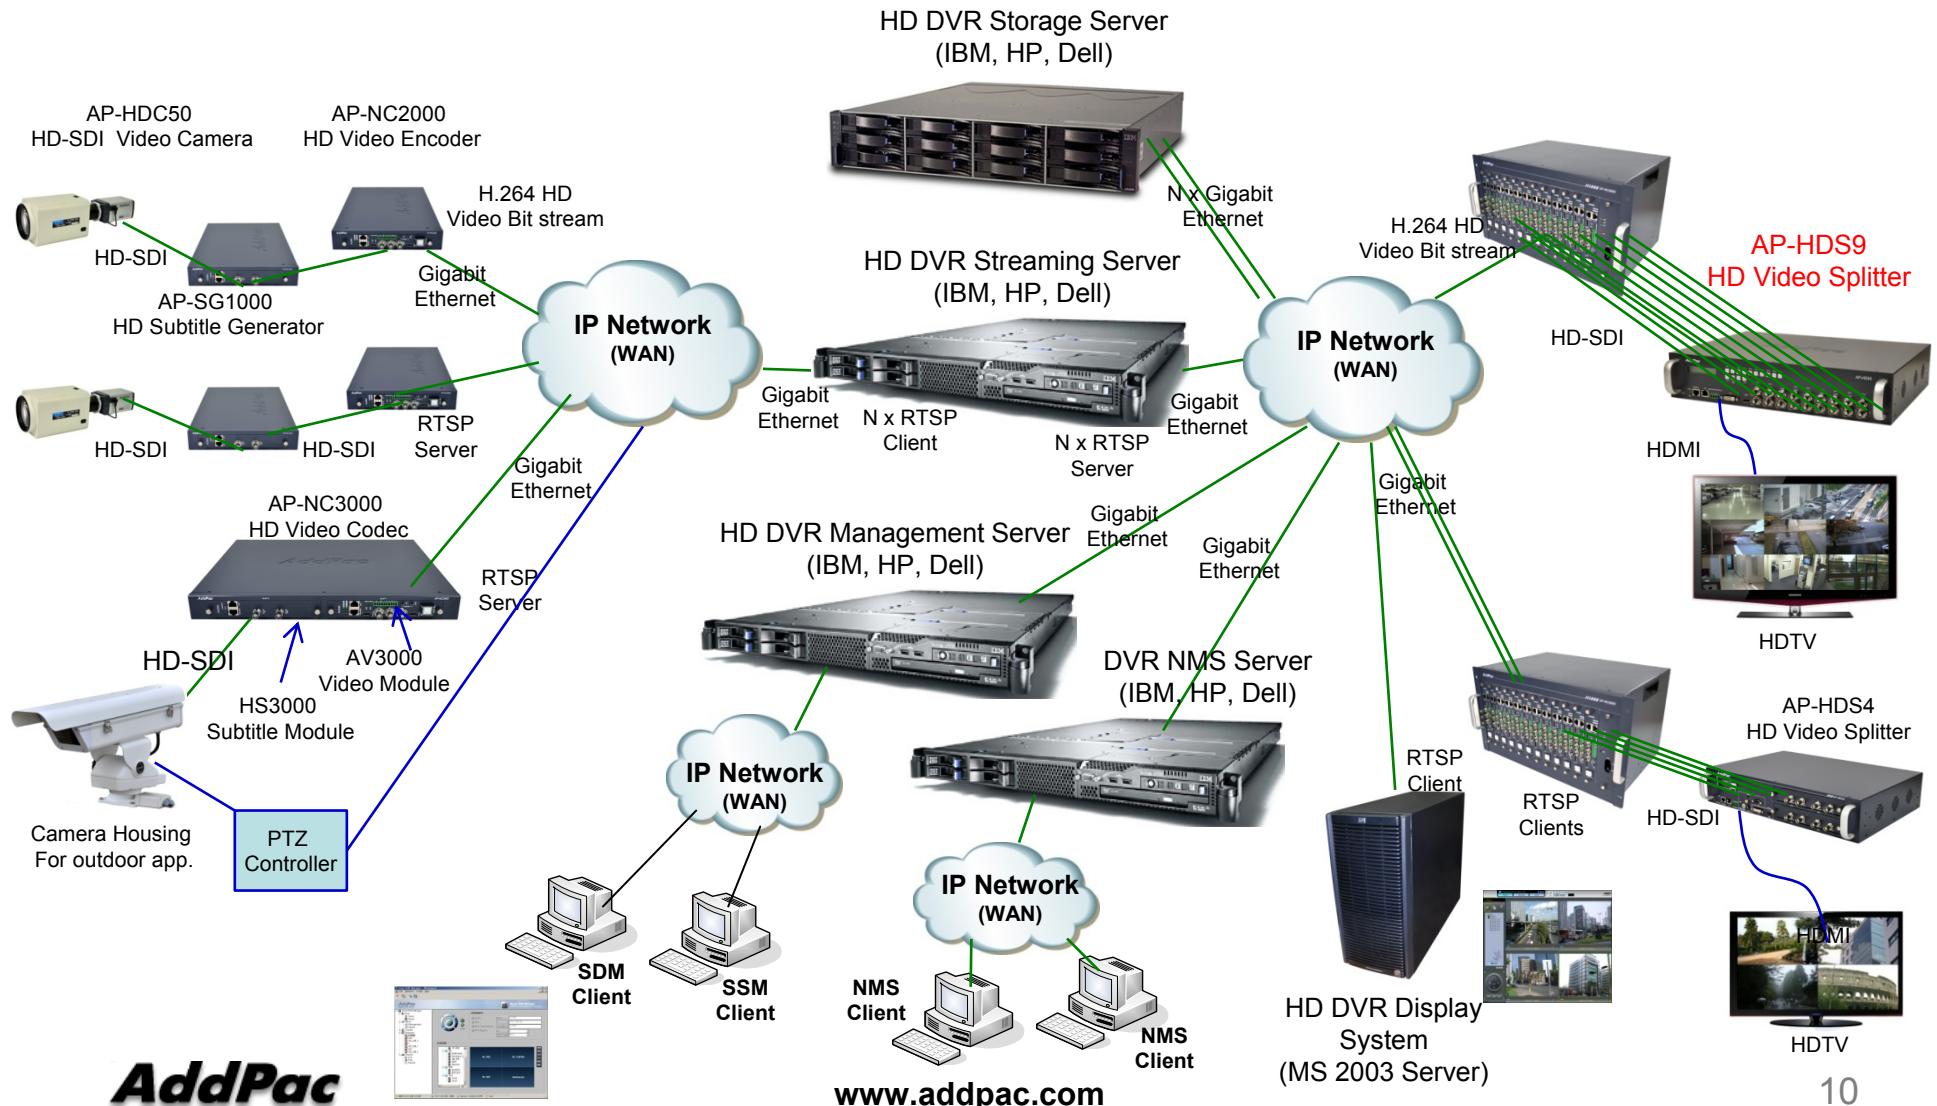 HD DVR Storage Server
(IBM, HP, Dell)
AP-HDC50
HD-SDI Video Camera
AP-NC2000
HD Video Encoder
H.264 HD
Video Bit stream
HD-SDI
AP-SG1000
HD Subtitle Generator
Gigabit
Ethernet
IP Network
(WAN)
HD-SDI
HD-SDI
RTSP
Server
Gigabit
Ethernet
AP-NC3000
HD Video Codec
AddPac
RTSP
Server
HD-SDI
AV3000
Video Module
HS3000
Subtitle Module
Camera Housing
For outdoor app.
PTZ
Controller
N x Gigabit
Ethernet
HD DVR Streaming Server
(IBM, HP, Dell)
Gigabit
Ethernet
N x RTSP
Client
N x RTSP
Server
Gigabit
Ethernet
IP Network
(WAN)
H.264 HD
Video Bit stream
AP-HDS9
HD Video Splitter
HD-SDI
HDMI
HDTV
Gigabit
Ethernet
HD DVR Management Server
(IBM, HP, Dell)
Gigabit
Ethernet
Gigabit
Ethernet
DVR NMS Server
(IBM, HP, Dell)
IP Network
(WAN)
SDM
Client
SSM
Client
IP Network
(WAN)
NMS
Client
NMS
Client
RTSP
Client
HD DVR Display
System
(MS 2003 Server)
RTSP
Clients
AP-HDS4
HD Video Splitter
HD-SDI
HDMI
HDTV
AddPac
www.addpac.com
10